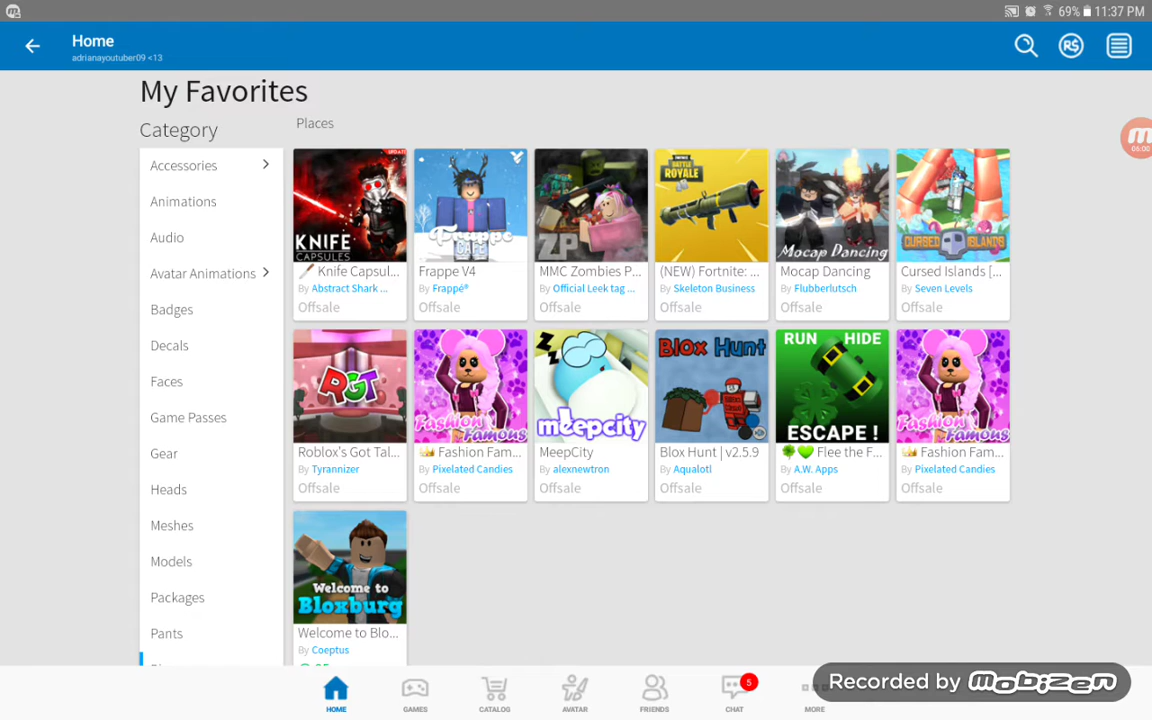 69% 11:37 PM
Home
adrianayoutuber09 <13
R$
My Favorites
Category
Places
Accessories
Animations
Audio
Avatar Animations
Badges
Decals
Faces
Game Passes
Gear
Heads
Meshes
Models
Packages
Pants
UPDATE
KNIFE
CAPSULES
Knife Capsul...
By Abstract Shark ...
Offsale
Frappe
CAFE
Frappe V4
By Frappé®
Offsale
ZP
MMC Zombies P...
By Official Leek tag ...
Offsale
FORTNITE
BATTLE
ROYALE
(NEW) Fortnite: ...
By Skeleton Business
Offsale
Mocap Dancing
Mocap Dancing
By Flubberlutsch
Offsale
CURSED ISLANDS
Cursed Islands [...
By Seven Levels
Offsale
RGT
Roblox's Got Tal...
By Tyrannizer
Offsale
Fashion Famous
Fashion Fam...
By Pixelated Candies
Offsale
z z
meepcity
MeepCity
By alexnewtron
Offsale
Blox Hunt
Blox Hunt | v2.5.9
By Aqualotl
Offsale
RUN HIDE
ESCAPE !
Flee the F...
By A.W. Apps
Offsale
Fashion Famous
Fashion Fam...
By Pixelated Candies
Offsale
Welcome to
Bloxburg
Welcome to Blo...
By Coeptus
06:00
HOME
GAMES
CATALOG
AVATAR
FRIENDS
5
CHAT
MORE
Recorded by mobizen